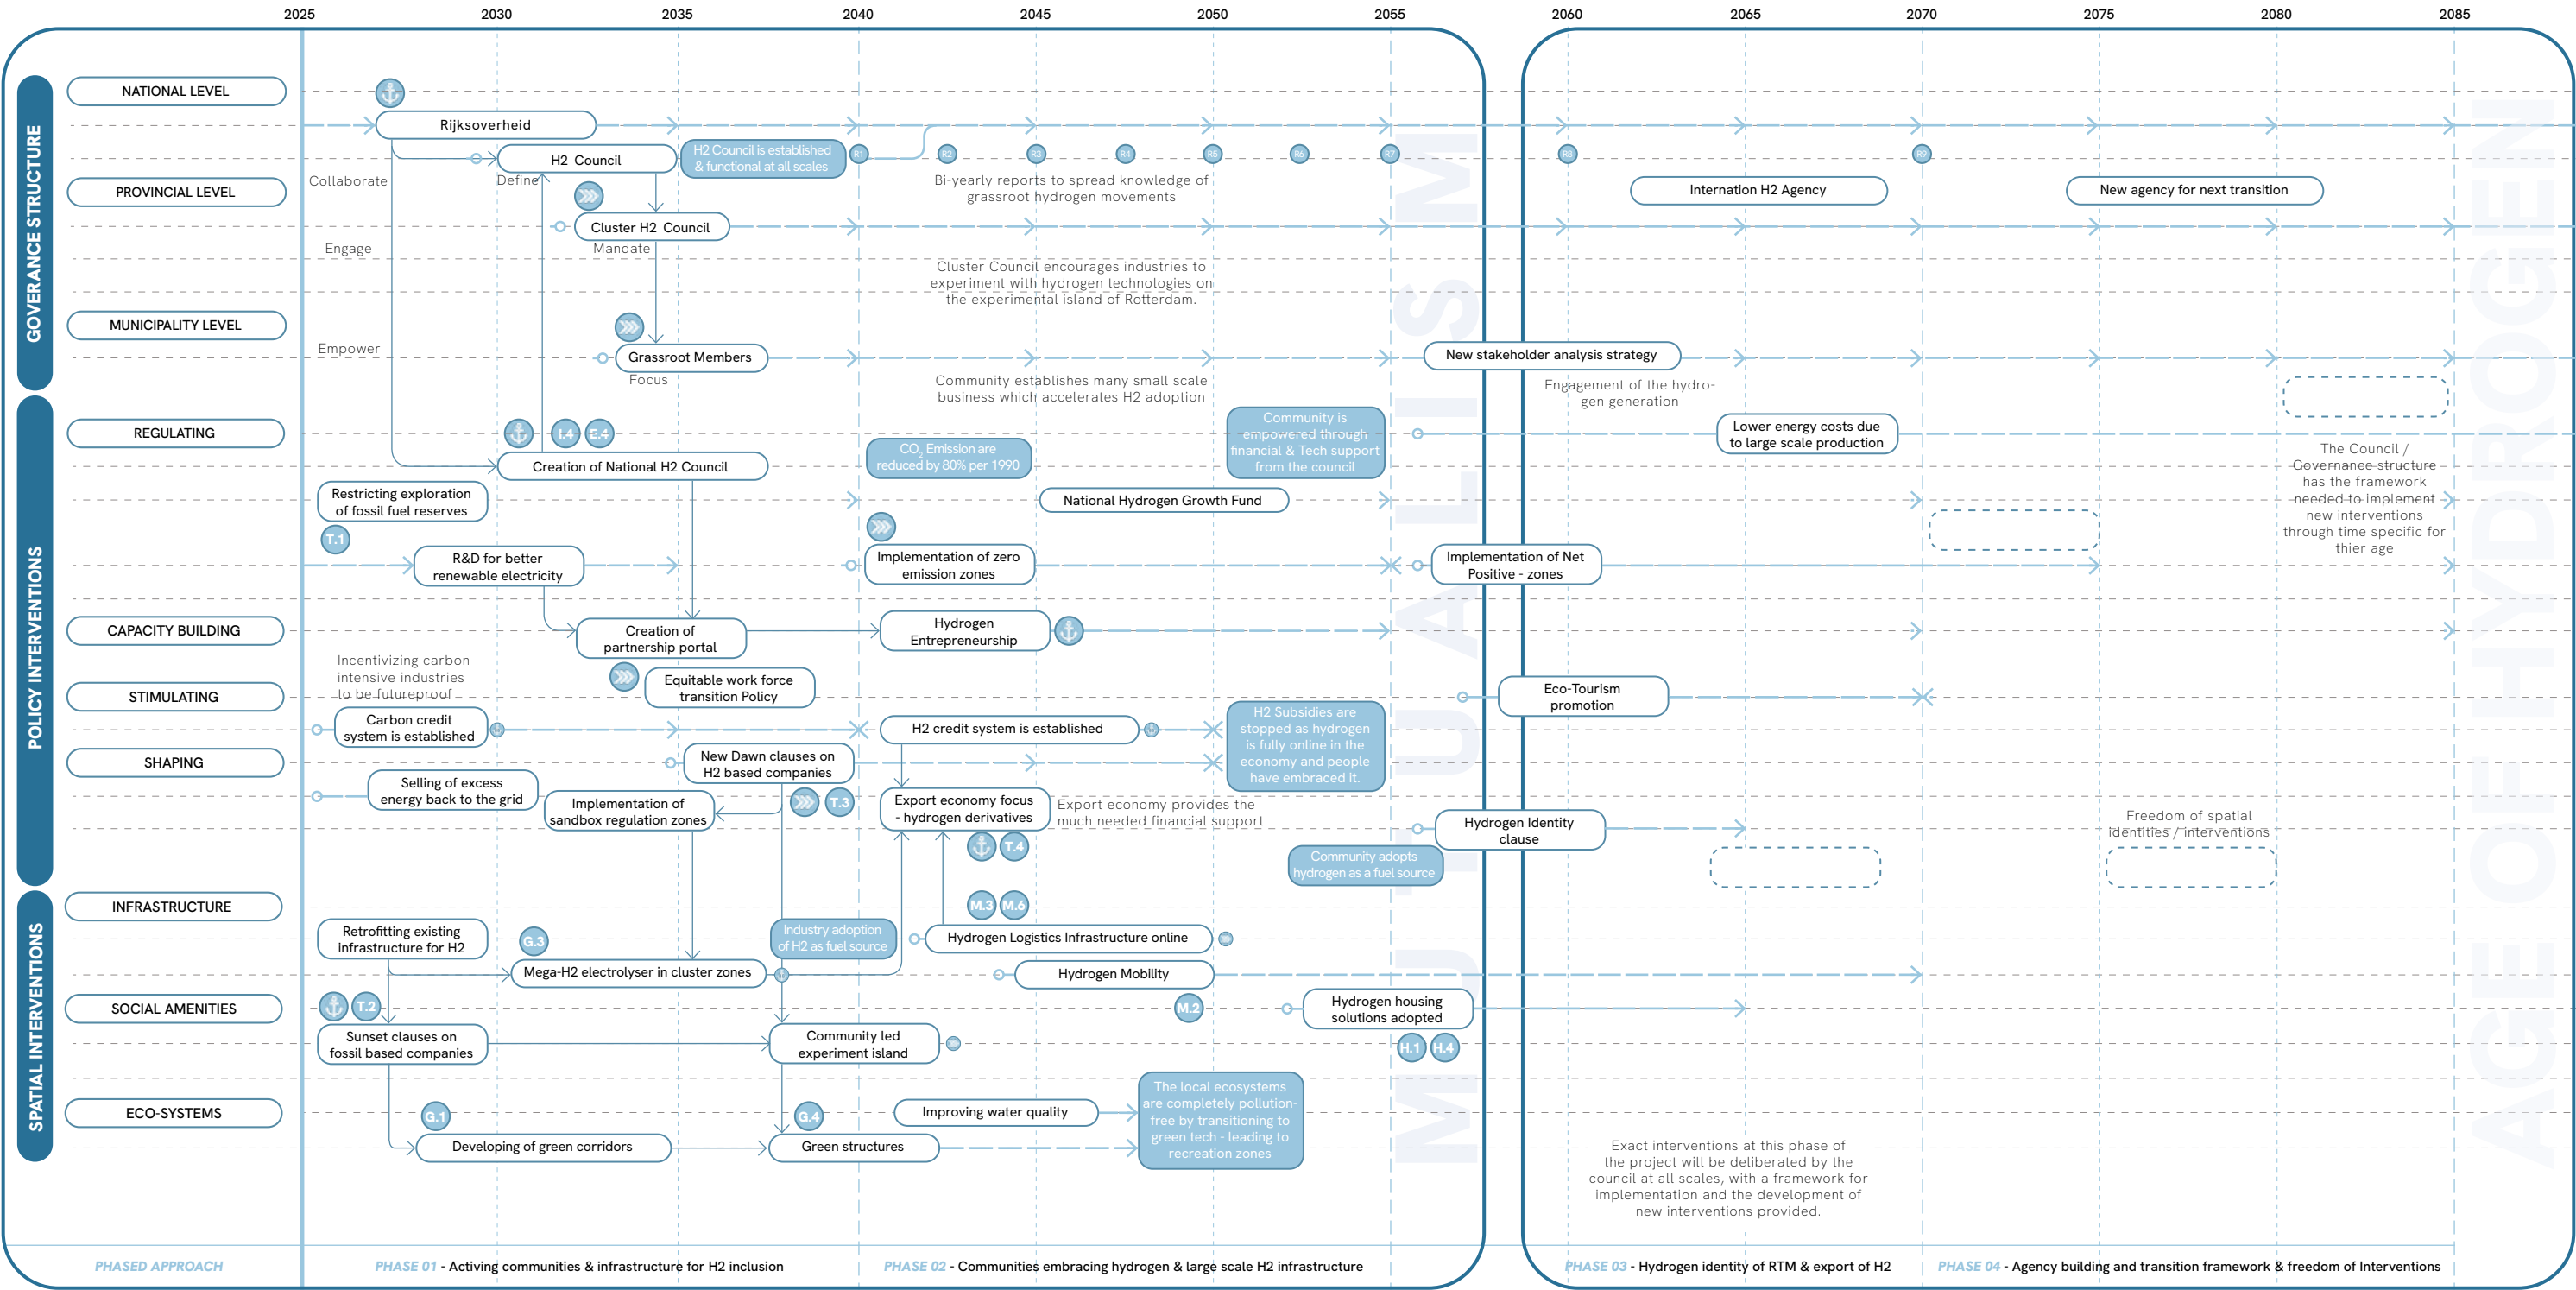 2025
2030
2035
2040
2045
2050
2055
2060
2065
2070
2075
2080
2085
GOVERANCE STRUCTURE
NATIONAL LEVEL
Rijksoverheid
H2 Council
H2 Council is established
& functional at all scales
R1
R2
R3
R4
R5
R6
R7
R8
R9
Collaborate
Define
Bi-yearly reports to spread knowledge of
grassroot hydrogen movements
PROVINCIAL LEVEL
Internation H2 Agency
New agency for next transition
Cluster H2 Council
Engage
Mandate
Cluster Council encourages industries to
experiment with hydrogen technologies on
the experimental island of Rotterdam.
MUNICIPALITY LEVEL
Empower
Grassroot Members
New stakeholder analysis strategy
Focus
Community establishes many small scale
business which accelerates H2 adoption
Engagement of the hydro-
gen generation
POLICY INTERVENTIONS
REGULATING
I.4
E.4
Creation of National H2 Council
CO2 Emission are
reduced by 80% per 1990
Community is
empowered through
financial & Tech support
from the council
Lower energy costs due
to large scale production
The Council /
Governance structure
has the framework
needed to implement
new interventions
through time specific for
thier age
Restricting exploration
of fossil fuel reserves
National Hydrogen Growth Fund
T.1
R&D for better
renewable electricity
Implementation of zero
emission zones
Implementation of Net
Positive - zones
CAPACITY BUILDING
Creation of
partnership portal
Hydrogen
Entrepreneurship
Incentivizing carbon
intensive industries
to be futureproof
STIMULATING
Equitable work force
transition Policy
Eco-Tourism
promotion
Carbon credit
system is established
H2 credit system is established
H2 Subsidies are
stopped as hydrogen
is fully online in the
economy and people
have embraced it.
SHAPING
New Dawn clauses on
H2 based companies
Selling of excess
energy back to the grid
Implementation of
sandbox regulation zones
T.3
Export economy focus
- hydrogen derivatives
Export economy provides the
much needed financial support
T.4
Hydrogen Identity
clause
Freedom of spatial
identities / interventions
Community adopts
hydrogen as a fuel source
SPATIAL INTERVENTIONS
INFRASTRUCTURE
M.3
M.6
Retrofitting existing
infrastructure for H2
G.3
Industry adoption
of H2 as fuel source
Hydrogen Logistics Infrastructure online
Mega-H2 electrolyser in cluster zones
Hydrogen Mobility
SOCIAL AMENITIES
T.2
M.2
Hydrogen housing
solutions adopted
Sunset clauses on
fossil based companies
Community led
experiment island
H.1
H.4
ECO-SYSTEMS
G.1
G.4
Improving water quality
The local ecosystems
are completely pollution-
free by transitioning to
green tech - leading to
recreation zones
Developing of green corridors
Green structures
Exact interventions at this phase of
the project will be deliberated by the
council at all scales, with a framework for
implementation and the development of
new interventions provided.
MUTUALISM
AGE OF HYDROGEN
PHASED APPROACH
PHASE 01 - Activing communities & infrastructure for H2 inclusion
PHASE 02 - Communities embracing hydrogen & large scale H2 infrastructure
PHASE 03 - Hydrogen identity of RTM & export of H2
PHASE 04 - Agency building and transition framework & freedom of Interventions